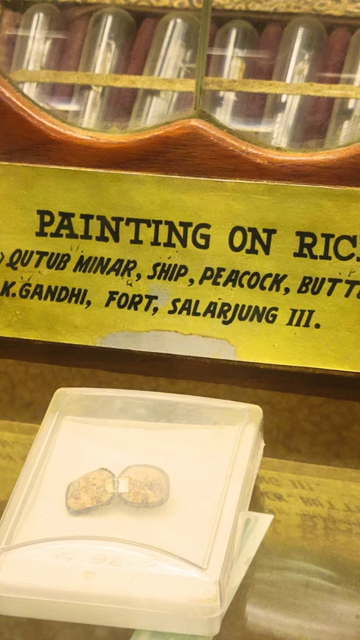 PAINTING ON RIC
QUTUB MINAR, SHIP, PEACOCK, BUTT
K.GANDHI, FORT, SALARJUNG III.